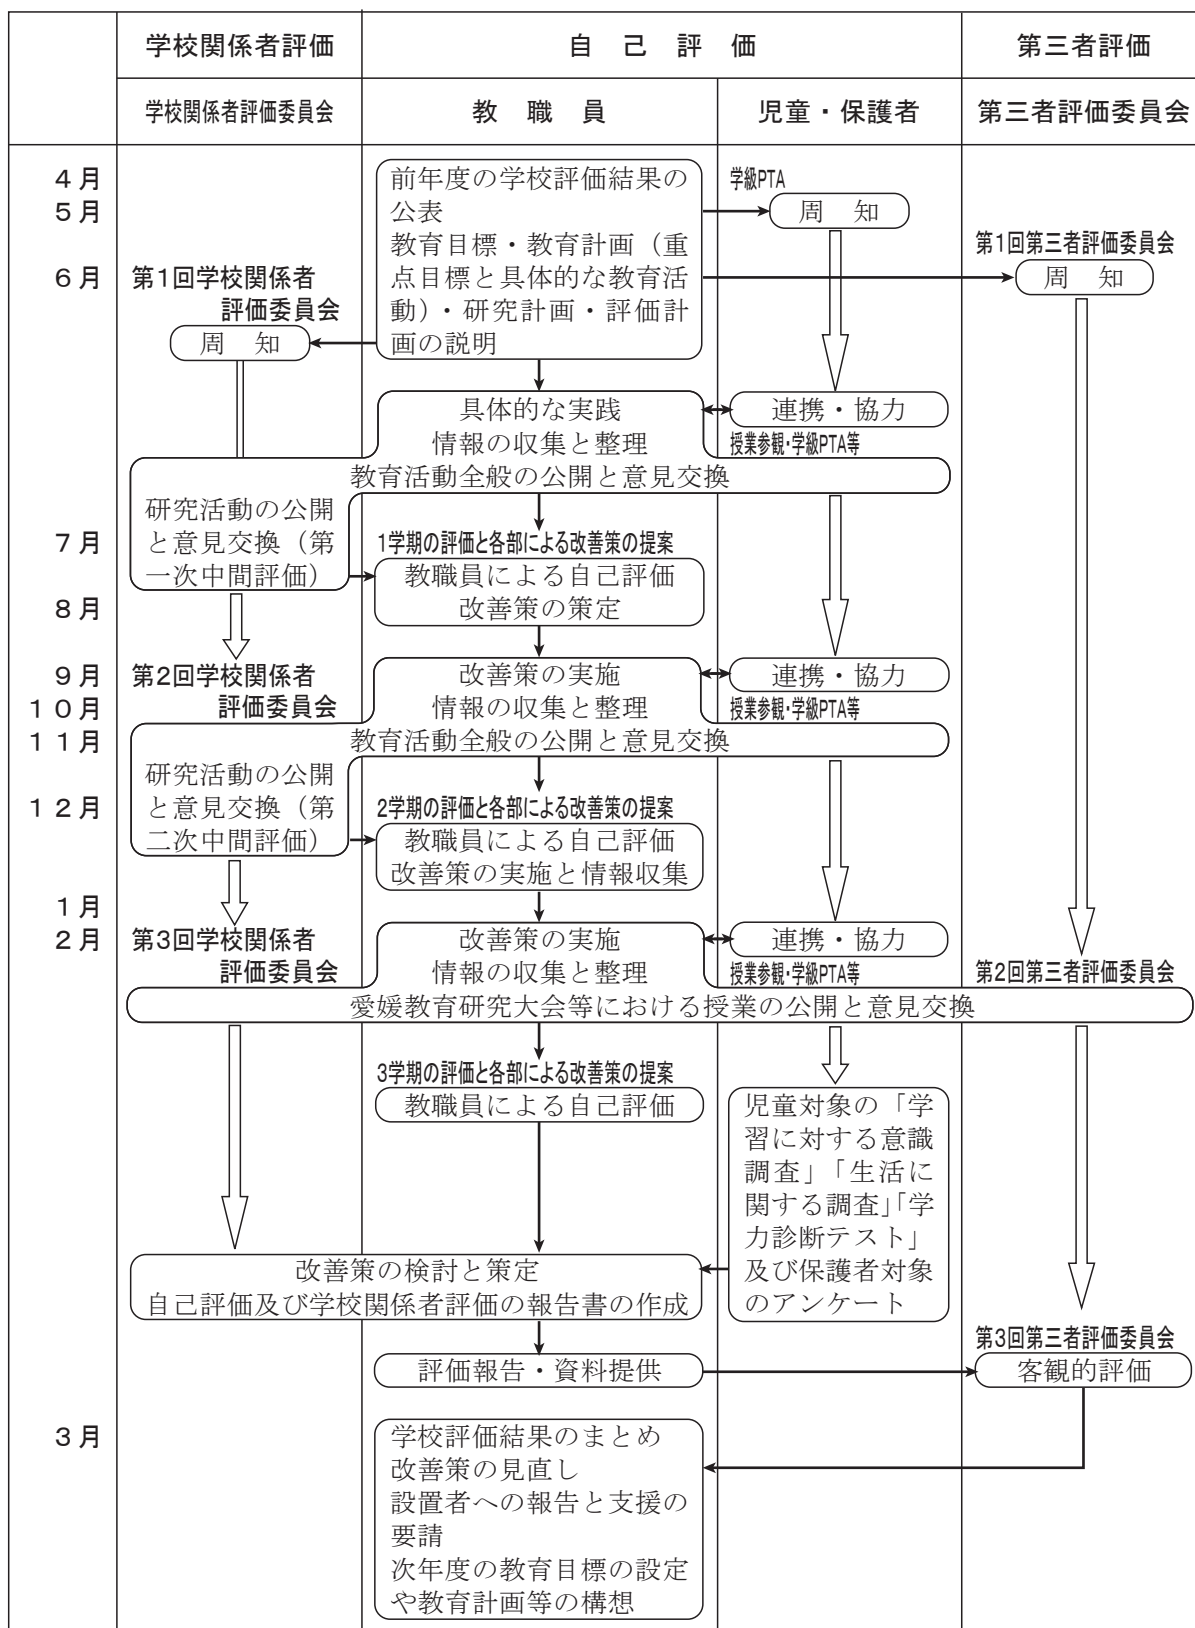 学校関係者評価
自己評価
第三者評価
学校関係者評価委員会
教職員
児童・保護者
第三者評価委員会
4月
前年度の学校評価結果の
公表
教育目標・教育計画（重
点目標と具体的な教育活
動）・研究計画・評価計
画の説明
学級PTA
5月
周知
第1回第三者評価委員会
周知
6月
第1回学校関係者
評価委員会
周知
具体的な実践
情報の収集と整理
連携・協力
授業参観・学級PTA等
教育活動全般の公開と意見交換
研究活動の公開
と意見交換（第
一次中間評価）
7月
1学期の評価と各部による改善策の提案
教職員による自己評価
改善策の策定
8月
9月
第2回学校関係者
評価委員会
改善策の実施
情報の収集と整理
連携・協力
授業参観・学級PTA等
10月
11月
教育活動全般の公開と意見交換
研究活動の公開
と意見交換（第
二次中間評価）
12月
2学期の評価と各部による改善策の提案
教職員による自己評価
改善策の実施と情報収集
1月
2月
第3回学校関係者
評価委員会
改善策の実施
情報の収集と整理
連携・協力
授業参観・学級PTA等
第2回第三者評価委員会
愛媛教育研究大会等における授業の公開と意見交換
3学期の評価と各部による改善策の提案
教職員による自己評価
児童対象の「学
習に対する意識
調査」「生活に
関する調査」「学
力診断テスト」
及び保護者対象
のアンケート
改善策の検討と策定
自己評価及び学校関係者評価の報告書の作成
第3回第三者評価委員会
評価報告・資料提供
客観的評価
3月
学校評価結果のまとめ
改善策の見直し
設置者への報告と支援の
要請
次年度の教育目標の設定
や教育計画等の構想